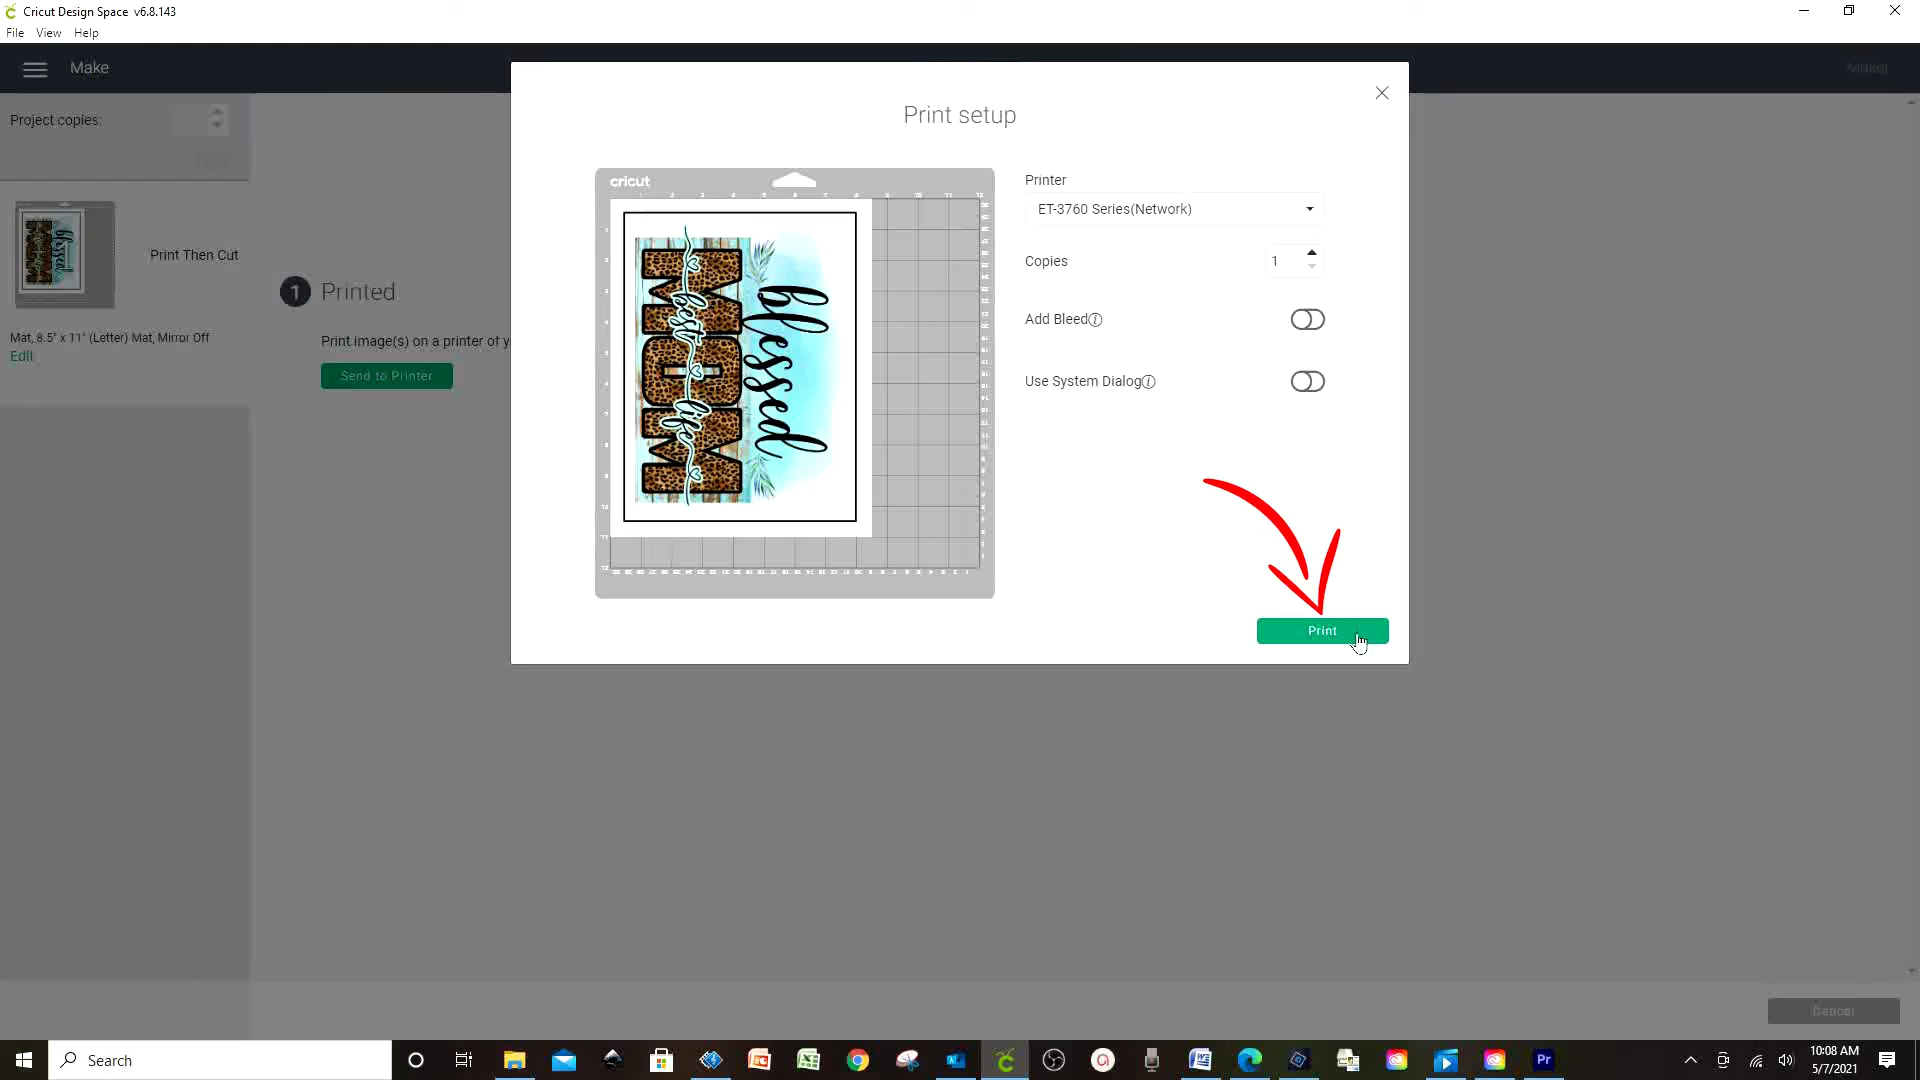 Cricut Design Space v6.8.143
File View Help
Make
Project copies:
Print Then Cut
Mat, 8.5" x 11" (Letter) Mat, Mirror Off
Edit
1 Printed
Print image(s) on a printer of y
Send to Printer
Print setup
cricut
blessed
MOM
best
life
Printer
ET-3760 Series(Network)
Copies
1
Add Bleed
Use System Dialog
Print
Cancel
Search
Pr
10:08 AM
5/7/2021